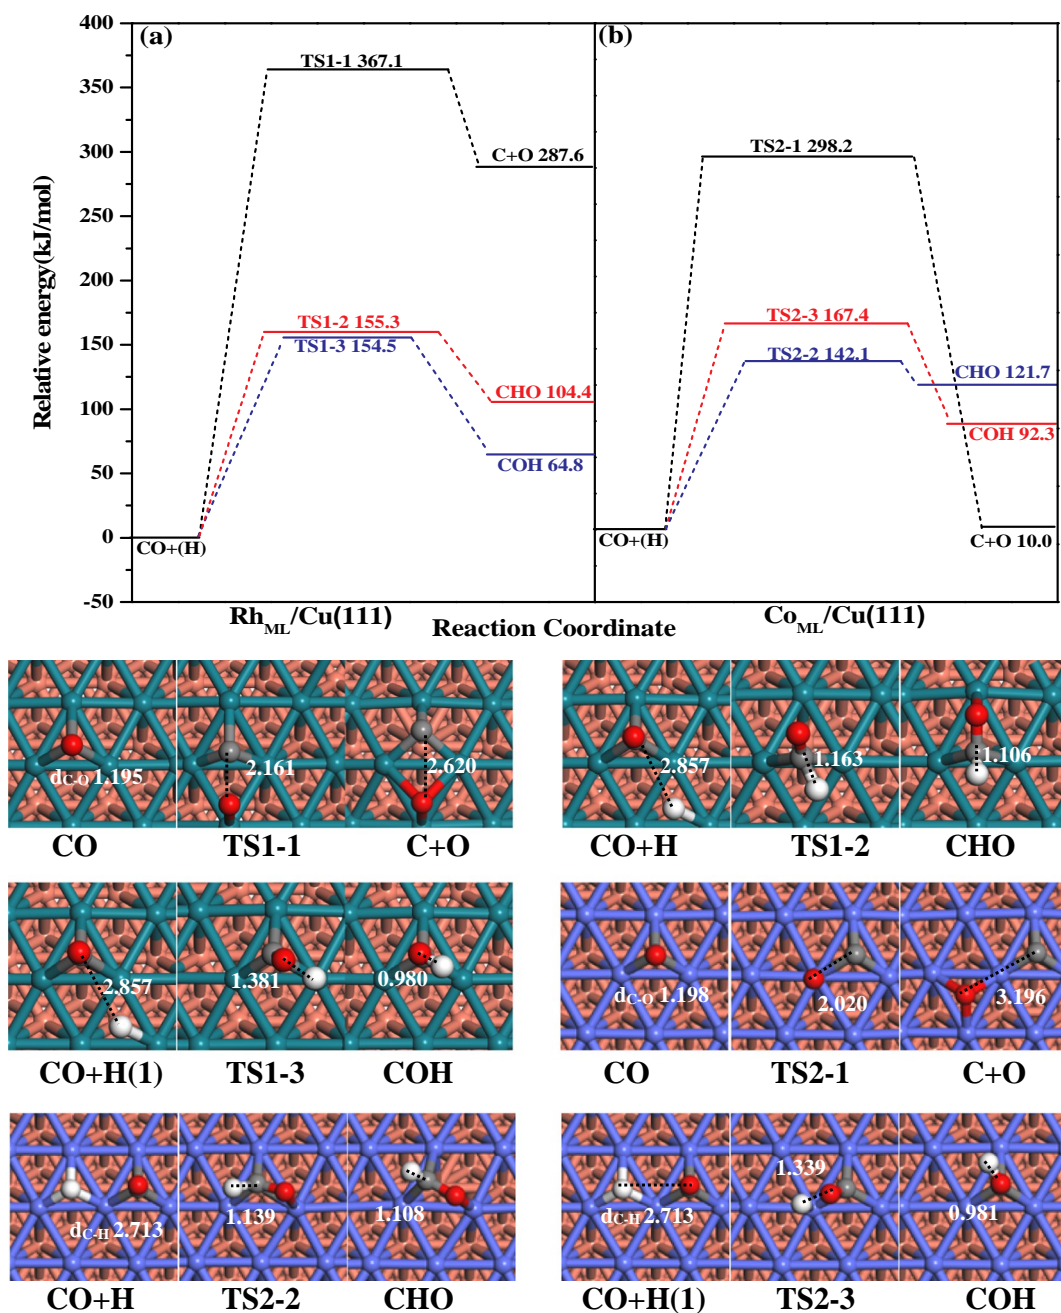 400
350
300
250
200
150
100
50
0
-50
Relative energy(kJ/mol)
(a)
TS1-1 367.1
C+O 287.6
TS1-2 155.3
TS1-3 154.5
CHO 104.4
COH 64.8
CO+(H)
(b)
TS2-1 298.2
TS2-3 167.4
TS2-2 142.1
CHO 121.7
COH 92.3
CO+(H)
C+O 10.0
Rh_ML/Cu(111)
Reaction Coordinate
Co_ML/Cu(111)
d_C-O 1.195
2.161
2.620
2.857
1.163
1.106
CO
TS1-1
C+O
CO+H
TS1-2
CHO
2.857
1.381
0.980
d_C-O 1.198
2.020
3.196
CO+H(1)
TS1-3
COH
CO
TS2-1
C+O
d_C-H 2.713
1.139
1.108
d_C-H 2.713
1.339
0.981
CO+H
TS2-2
CHO
CO+H(1)
TS2-3
COH